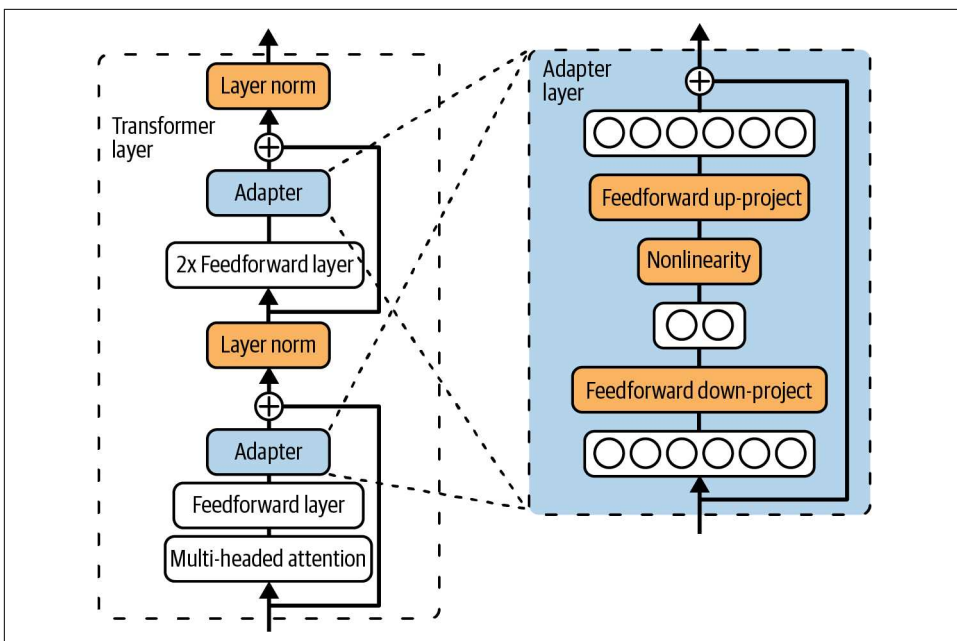 Layer norm
Transformer
layer
+
Adapter
2x Feedforward layer
Layer norm
+
Adapter
Feedforward layer
Multi-headed attention
Adapter
layer
+
Feedforward up-project
Nonlinearity
Feedforward down-project